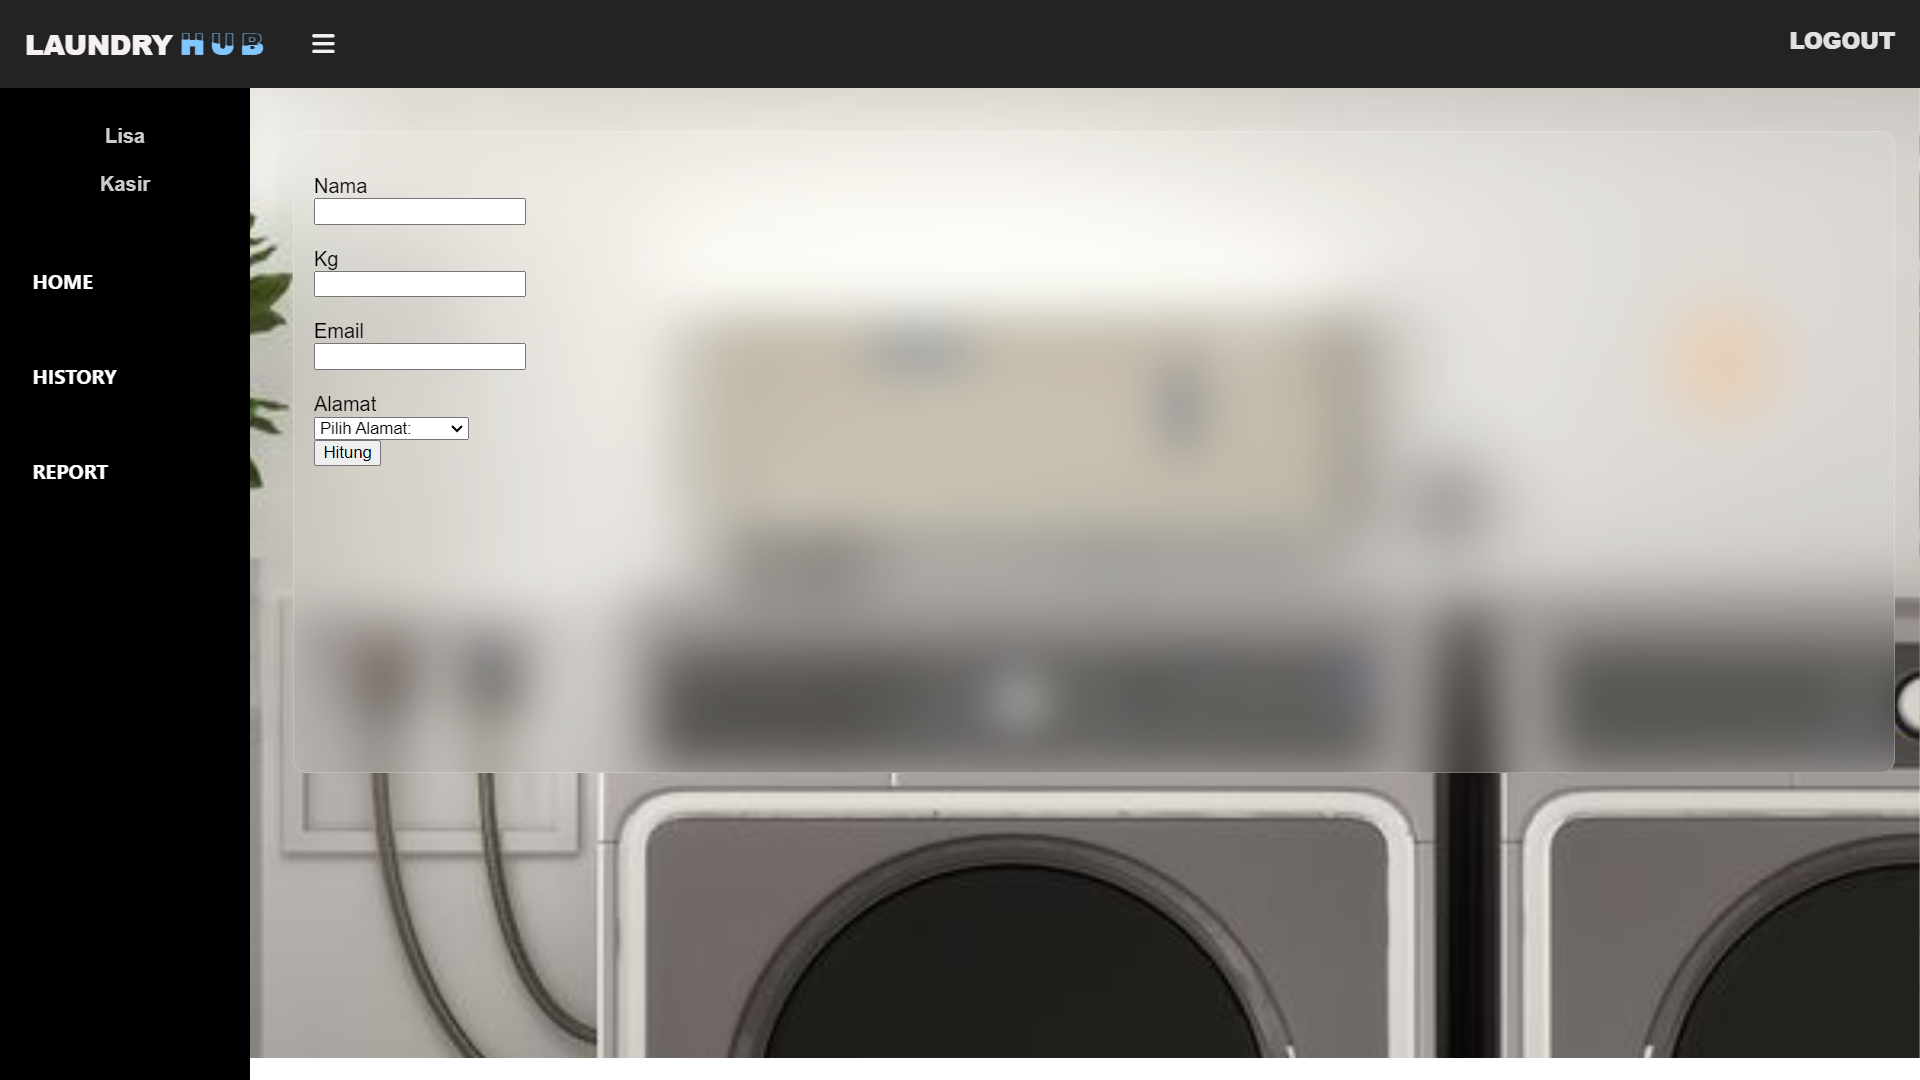 LAUNDRY HUB
LOGOUT
Lisa
Kasir
HOME
HISTORY
REPORT
Nama
Kg
Email
Alamat
Pilih Alamat:
Hitung